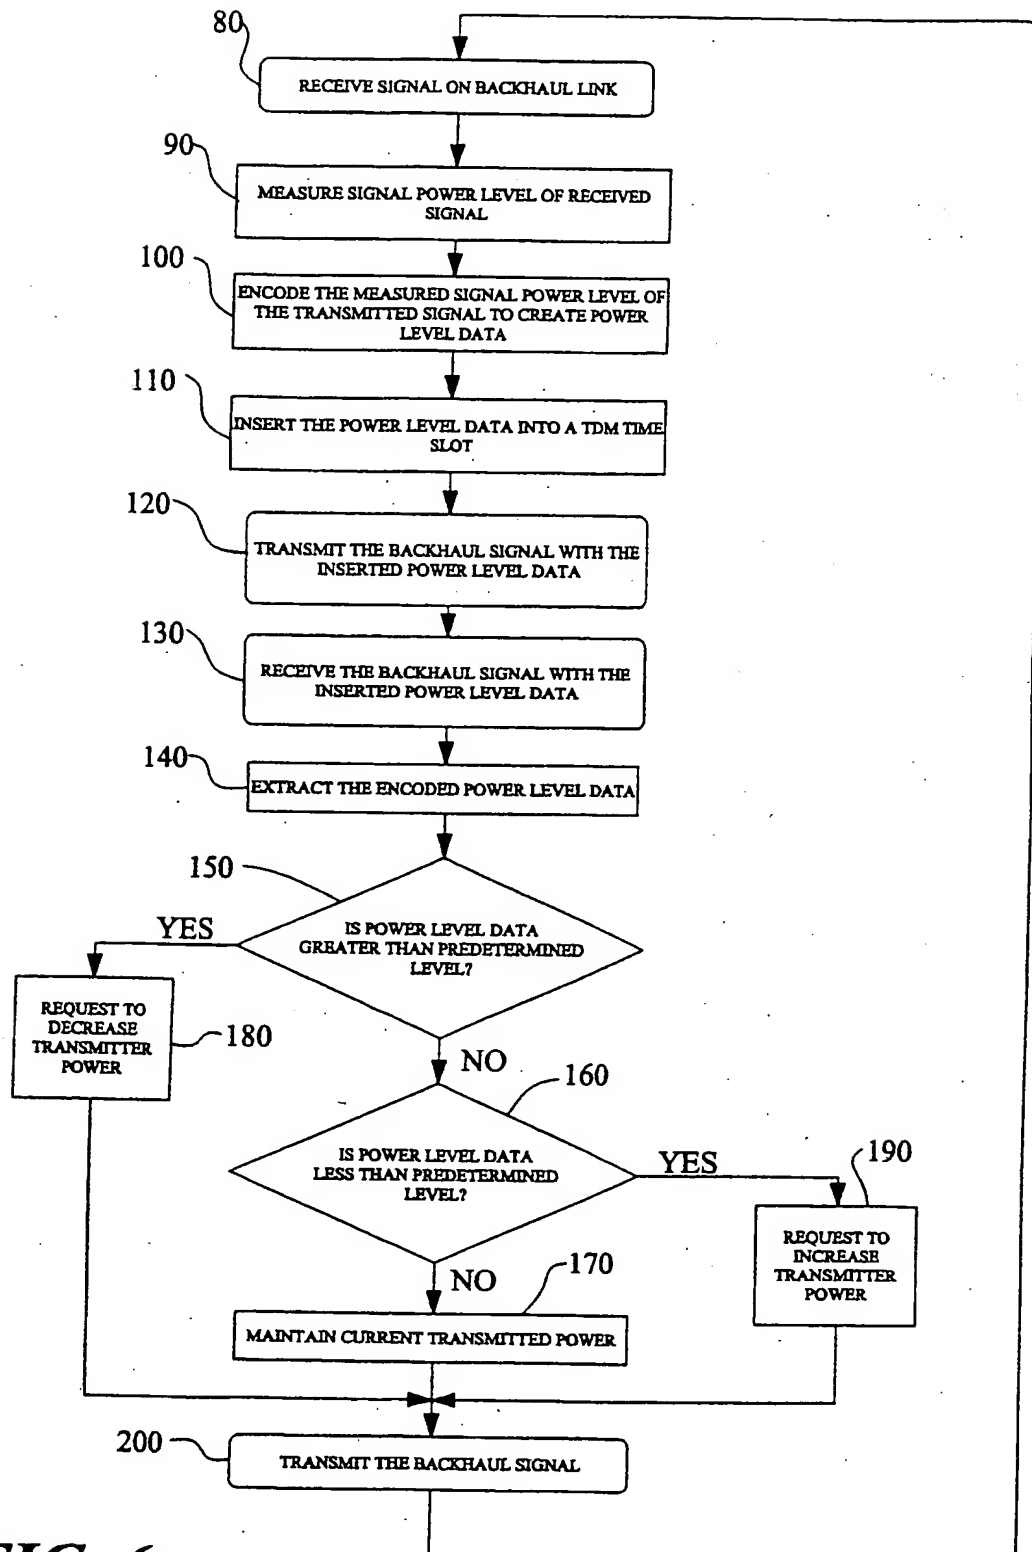 80
RECEIVE SIGNAL ON BACKHAUL LINK
90
MEASURE SIGNAL POWER LEVEL OF RECEIVED
SIGNAL
100
ENCODE THE MEASURED SIGNAL POWER LEVEL OF
THE TRANSMITTED SIGNAL TO CREATE POWER
LEVEL DATA
110
INSERT THE POWER LEVEL DATA INTO A TDM TIME
SLOT
120
TRANSMIT THE BACKHAUL SIGNAL WITH THE
INSERTED POWER LEVEL DATA
130
RECEIVE THE BACKHAUL SIGNAL WITH THE
INSERTED POWER LEVEL DATA
140
EXTRACT THE ENCODED POWER LEVEL DATA
150
IS POWER LEVEL DATA
GREATER THAN PREDETERMINED
LEVEL?
YES
REQUEST TO
DECREASE
TRANSMITTER
POWER
180
NO
160
IS POWER LEVEL DATA
LESS THAN PREDETERMINED
LEVEL?
YES
190
REQUEST TO
INCREASE
TRANSMITTER
POWER
NO
170
MAINTAIN CURRENT TRANSMITTED POWER
200
TRANSMIT THE BACKHAUL SIGNAL